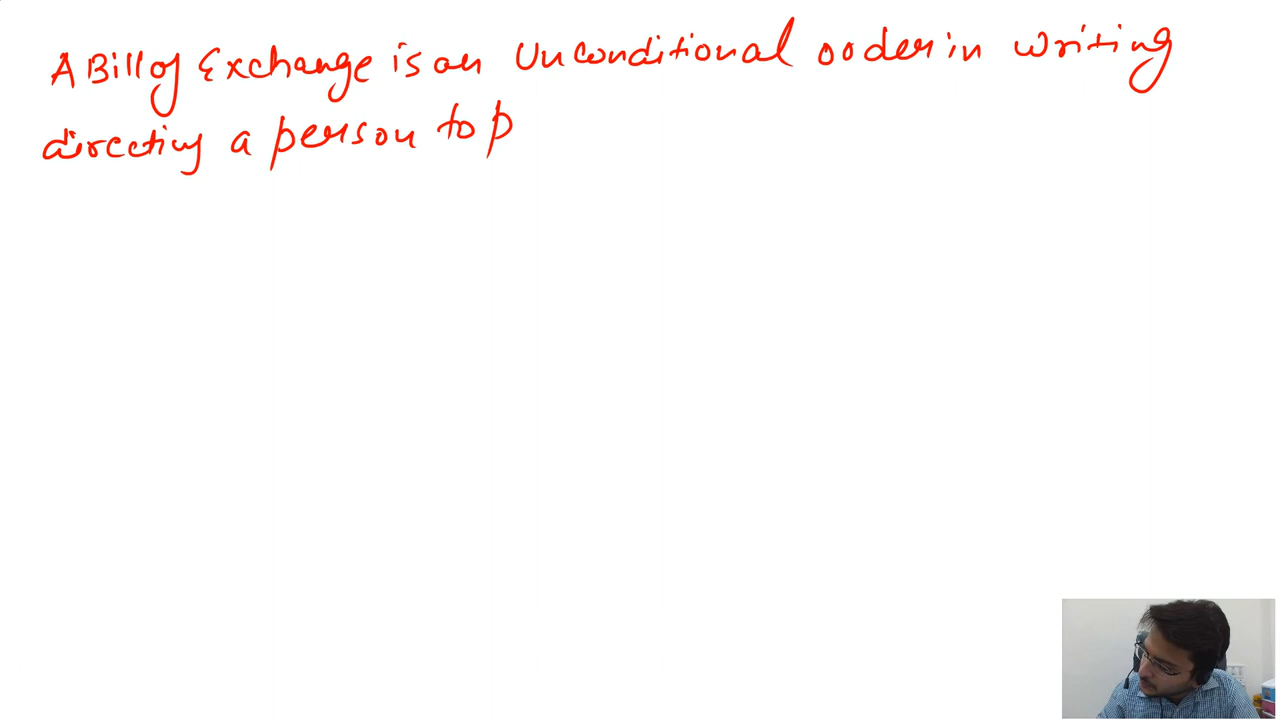 A Bill of Exchange is an Unconditional order in writing
directing a person to p